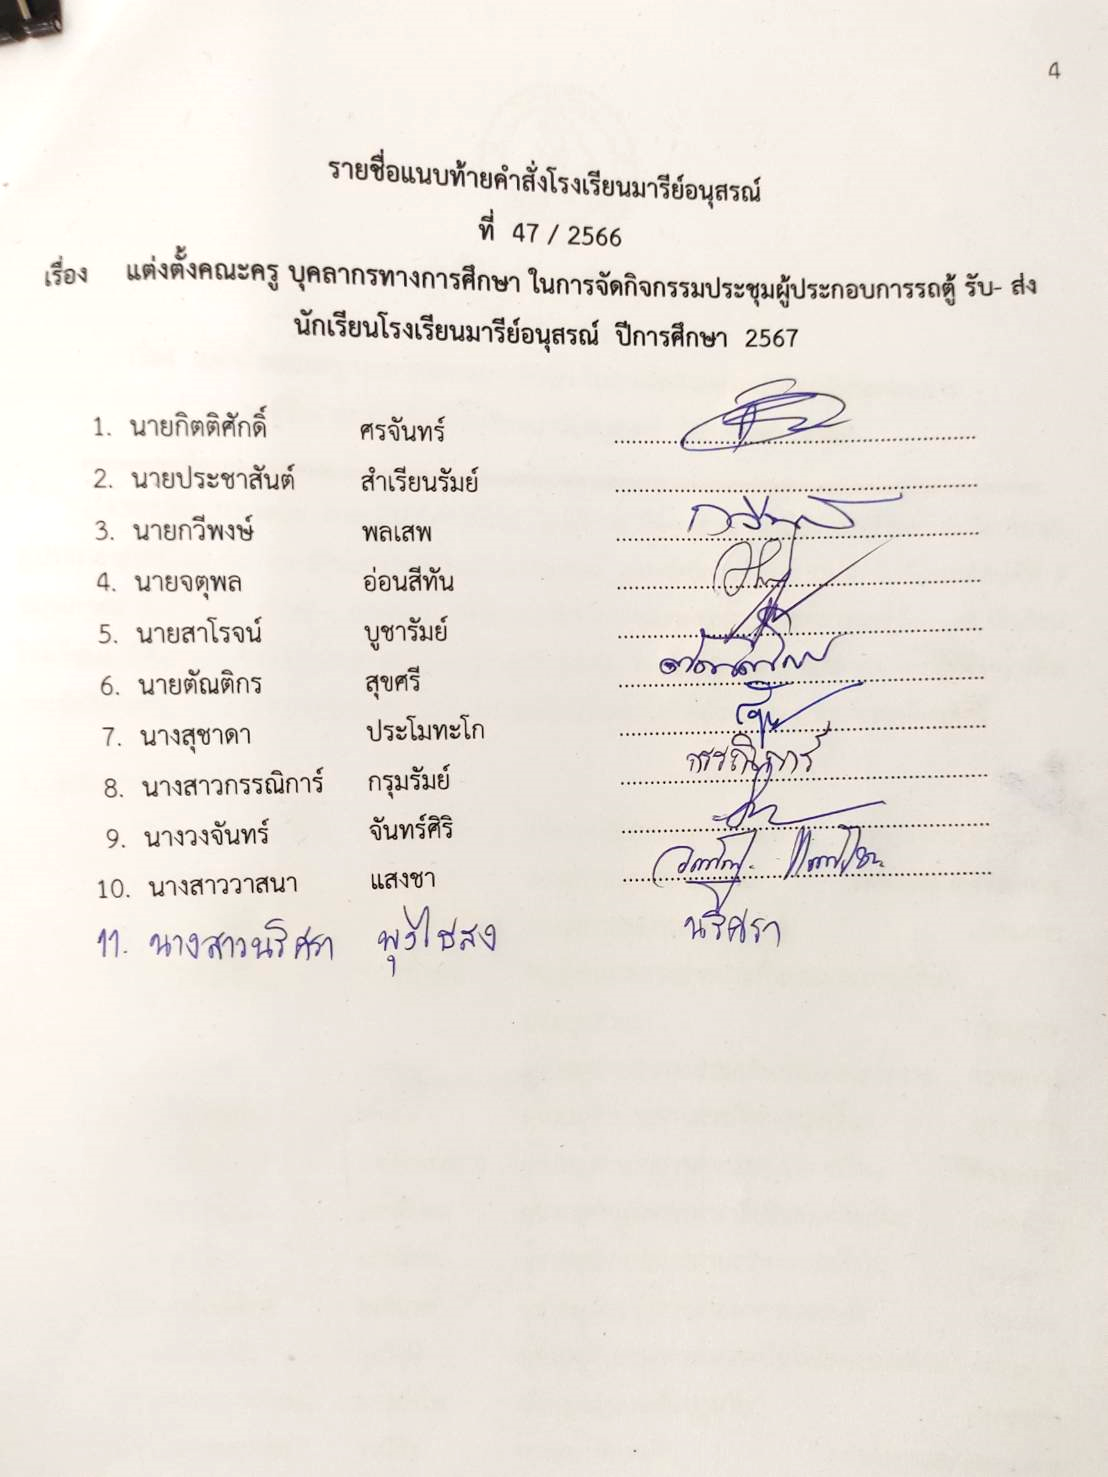 4
รายชื่อแนบท้ายคำสั่งโรงเรียนมารีย์อนุสรณ์
ที่ 47 / 2566
เรื่อง แต่งตั้งคณะครู บุคลากรทางการศึกษา ในการจัดกิจกรรมประชุมผู้ประกอบการรถตู้ รับ- ส่ง
นักเรียนโรงเรียนมารีย์อนุสรณ์ ปีการศึกษา 2567
1. นายกิตติศักดิ์ ศรจันทร์
2. นายประชาสันต์ สำเรียนรัมย์
3. นายกวีพงษ์ พลเสพ
4. นายจตุพล อ่อนสีทัน
5. นายสาโรจน์ บูชารัมย์
6. นายตัณติกร สุขศรี
7. นางสุชาดา ประโมทะโก
8. นางสาวกรรณิการ์ กรุมรัมย์ กรรณิการ์
9. นางวงจันทร์ จันทร์ศิริ
10. นางสาววาสนา แสงชา
11. นางสาวนริศรา นริศรา